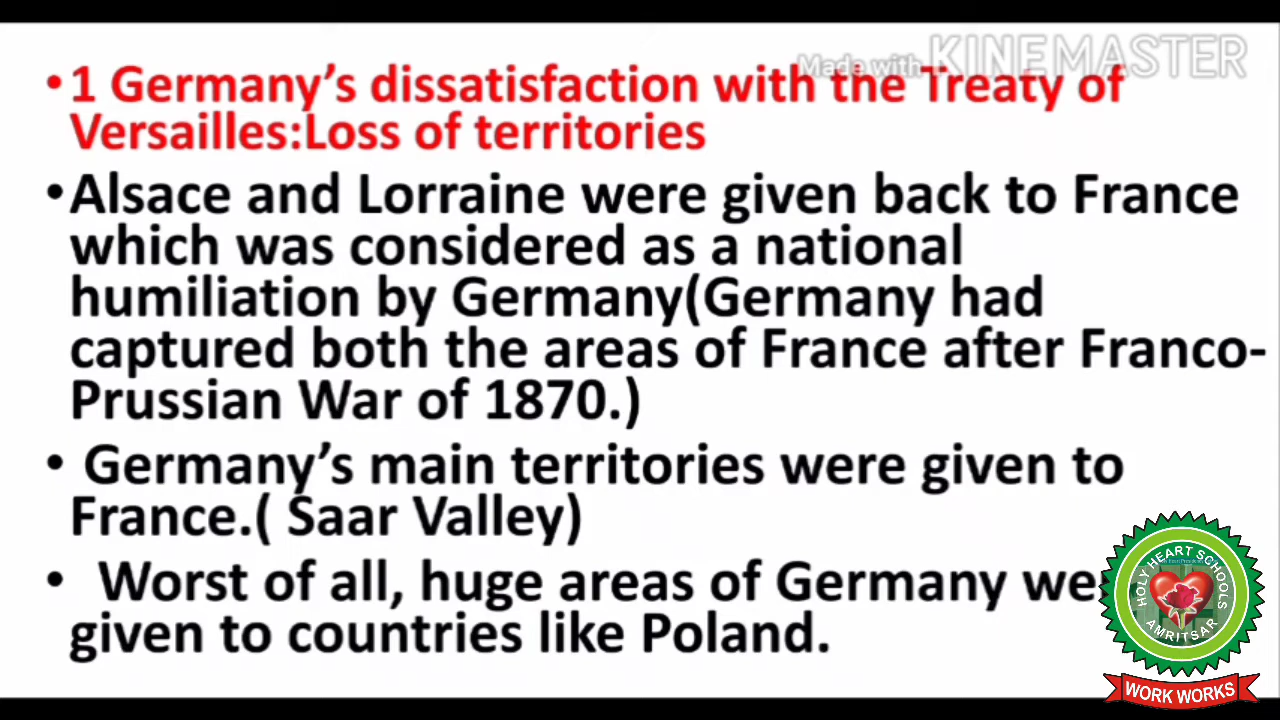 Made with KINEMASTER
•1 Germany's dissatisfaction with the Treaty of
Versailles:Loss of territories
•Alsace and Lorraine were given back to France
which was considered as a national
humiliation by Germany(Germany had
captured both the areas of France after Franco-
Prussian War of 1870.)
• Germany's main territories were given to
France.( Saar Valley)
• Worst of all, huge areas of Germany we
given to countries like Poland.
HOLY HEART SCHOOLS
AMRITSAR
WORK WORKS